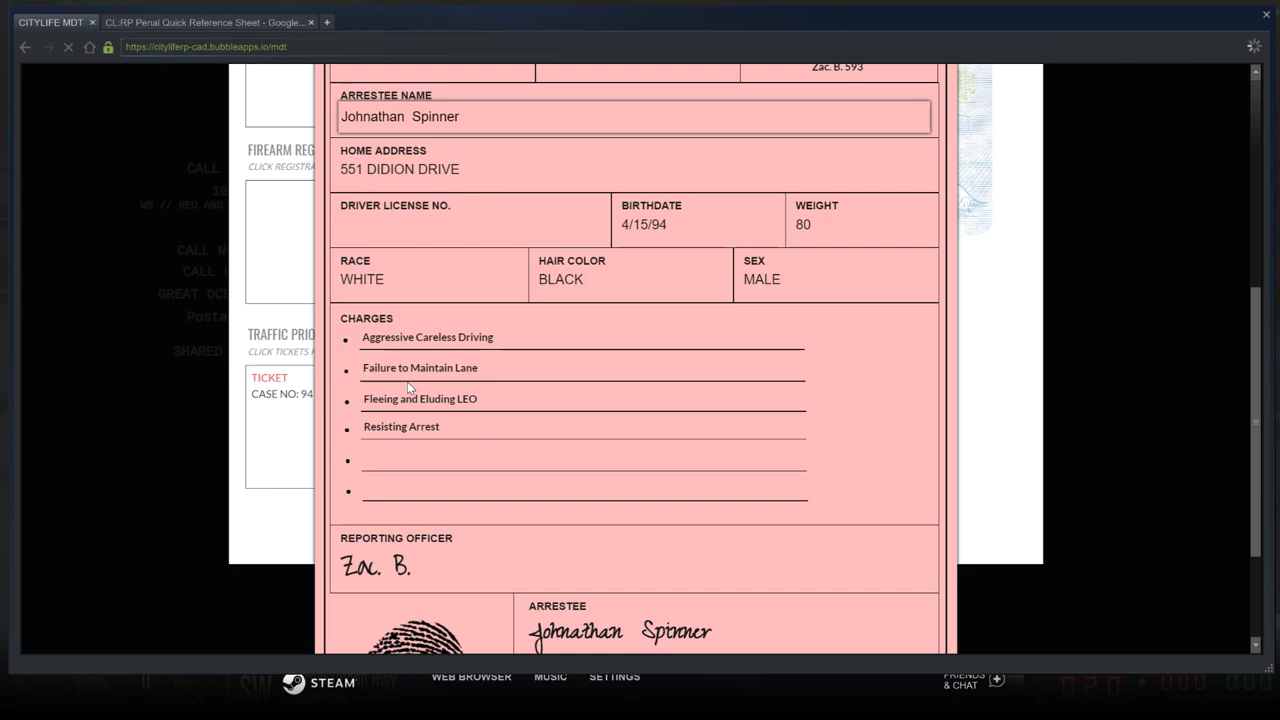 CITYLIFE MDT
CL:RP Penal Quick Reference Sheet - Google...
https://cityliferp-cad.bubbleapps.io/mdt
Zac. B. 593
ARRESTEE NAME
Johnathan Spinner
HOME ADDRESS
551 DIDION DRIVE
DRIVER LICENSE NO.
BIRTHDATE
4/15/94
WEIGHT
80
RACE
WHITE
HAIR COLOR
BLACK
SEX
MALE
CHARGES
Aggressive Careless Driving
Failure to Maintain Lane
Fleeing and Eluding LEO
Resisting Arrest
REPORTING OFFICER
Zac. B.
ARRESTEE
Johnathan Spinner
FIREARM REG
CLICK REGISTRA
TRAFFIC PRIO
CLICK TICKETS
TICKET
CASE NO: 94
CALL
WB // RED AND
CALL N
CALL
GREAT OC
Posta
SHARED
STEAM
WEB BROWSER
MUSIC
SETTINGS
FRIENDS
& CHAT